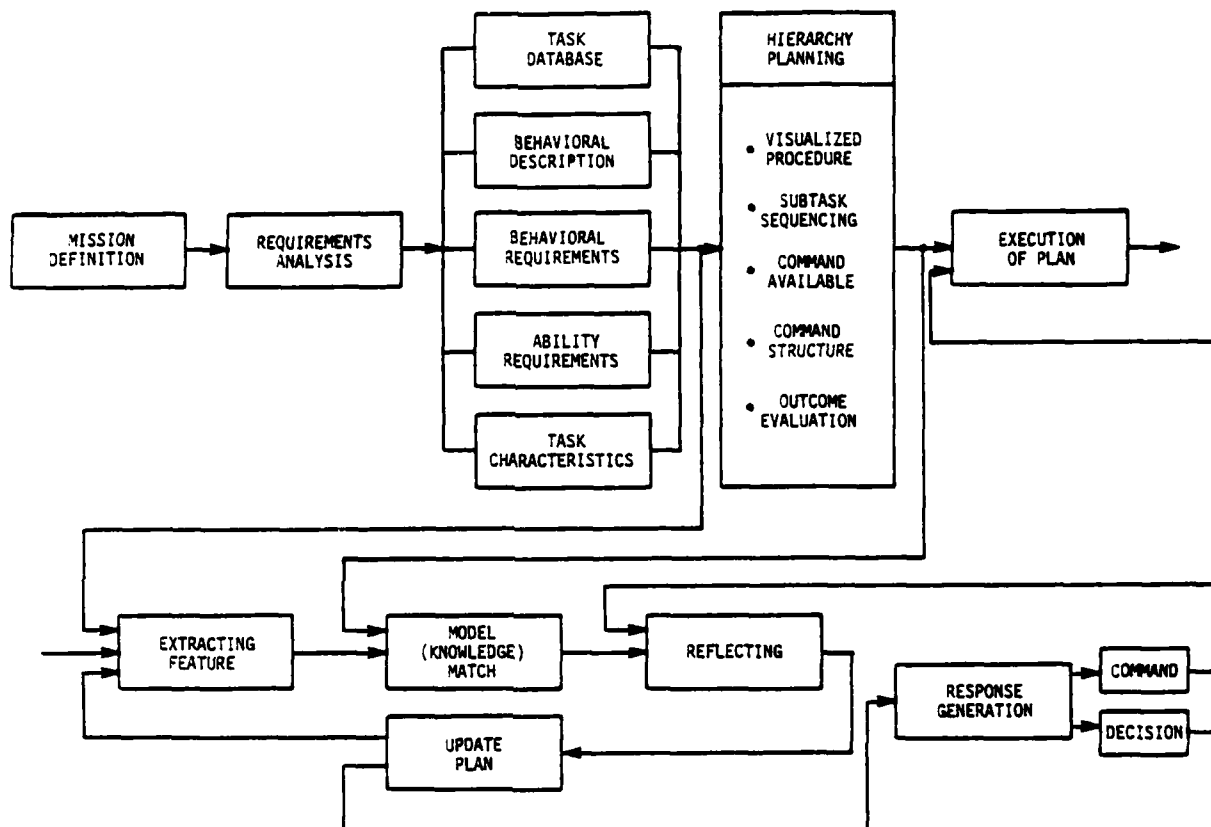 TASK
DATABASE
HIERARCHY
PLANNING
BEHAVIORAL
DESCRIPTION
• VISUALIZED
PROCEDURE
• SUBTASK
SEQUENCING
MISSION
DEFINITION
REQUIREMENTS
ANALYSIS
BEHAVIORAL
REQUIREMENTS
• COMMAND
AVAILABLE
EXECUTION
OF PLAN
ABILITY
REQUIREMENTS
• COMMAND
STRUCTURE
• OUTCOME
EVALUATION
TASK
CHARACTERISTICS
EXTRACTING
FEATURE
MODEL
(KNOWLEDGE)
MATCH
REFLECTING
RESPONSE
GENERATION
COMMAND
DECISION
UPDATE
PLAN